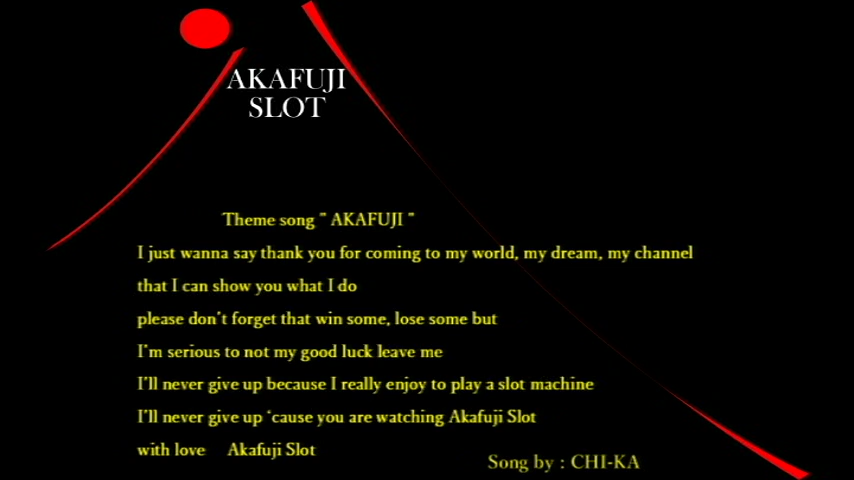 AKAFUJI
SLOT
Theme song " AKAFUJI "
I just wanna say thank you for coming to my world, my dream, my channel
that I can show you what I do
please don't forget that win some, lose some but
I'm serious to not my good luck leave me
I'll never give up because I really enjoy to play a slot machine
I'll never give up ‘cause you are watching Akafuji Slot
with love Akafuji Slot
Song by : CHI-KA